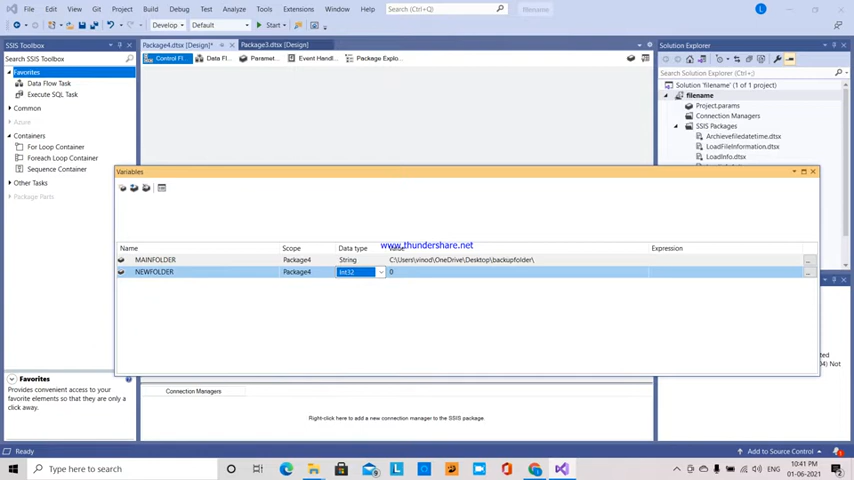 File Edit View Git Project Build Debug Test Analyze Tools Extensions Window Help Search (Ctrl+Q) filename L
Develop Default Start
SSIS Toolbox
Search SSIS Toolbox
Favorites
Data Flow Task
Execute SQL Task
Common
Azure
Containers
For Loop Container
Foreach Loop Container
Sequence Container
Other Tasks
Package Parts
Package4.dtsx [Design]* Package3.dtsx [Design]
Control Fl... Data Fl... Paramet... Event Handl... Package Explo...
Solution Explorer
Search Solution Explorer (Ctrl+;)
Solution 'filename' (1 of 1 project)
filename
Project.params
Connection Managers
SSIS Packages
Archievefiledatetime.dtsx
LoadFileInformation.dtsx
LoadInfo.dtsx
Variables
www.thundershare.net
Name Scope Data type Value Expression
MAINFOLDER Package4 String C:\Users\vinod\OneDrive\Desktop\backupfolder\ ...
NEWFOLDER Package4 Int32 0 ...
Favorites
Provides convenient access to your
favorite elements so that they are only a
click away.
Connection Managers
Right-click here to add a new connection manager to the SSIS package.
Ready Add to Source Control
Type here to search
ENG 10:41 PM
01-06-2021